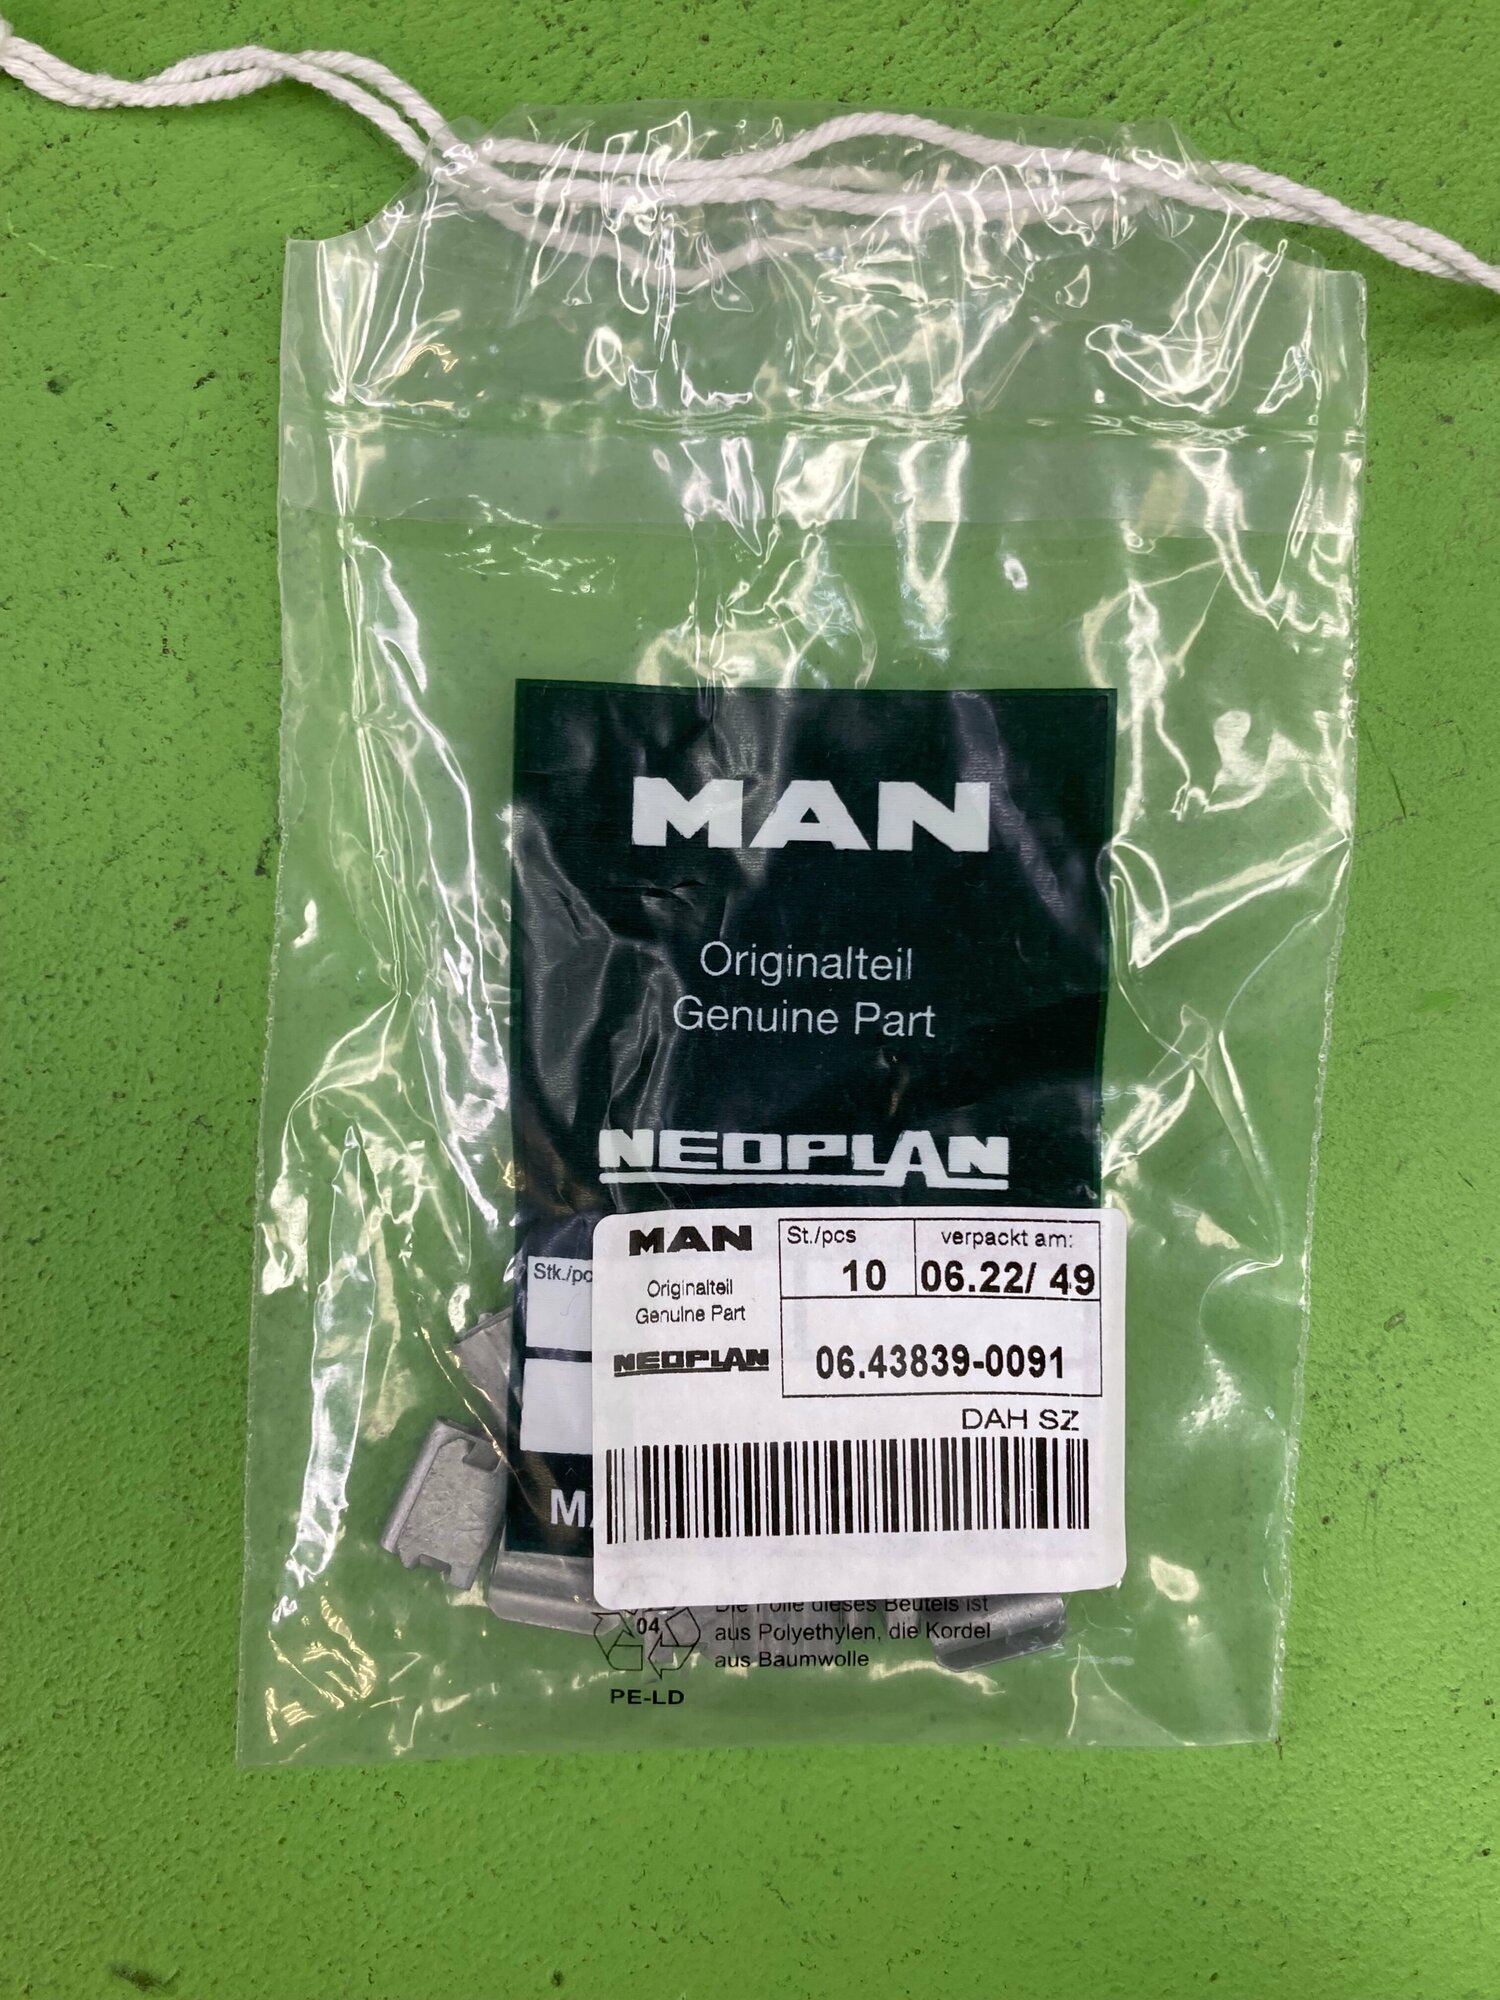 MAN
Originalteil
Genuine Part
NEOPLAN
Stk./pc
MAN
Originalteil
Genuine Part
NEOPLAN
St./pcs
10
verpackt am:
06.22/ 49
06.43839-0091
DAH SZ
MA
Die Folie dieses Beutels ist
aus Polyethylen, die Kordel
aus Baumwolle
04
PE-LD